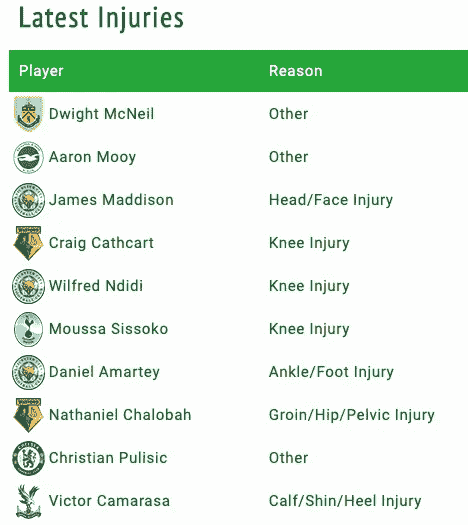 Latest Injuries
Player Reason
Dwight McNeil Other
Aaron Mooy Other
James Maddison Head/Face Injury
Craig Cathcart Knee Injury
Wilfred Ndidi Knee Injury
Moussa Sissoko Knee Injury
Daniel Amartey Ankle/Foot Injury
Nathaniel Chalobah Groin/Hip/Pelvic Injury
Christian Pulisic Other
Victor Camarasa Calf/Shin/Heel Injury